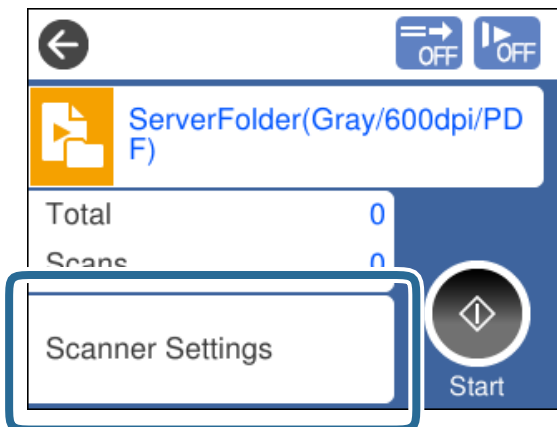 OFF
OFF
ServerFolder(Gray/600dpi/PD
F)
Total 0
Scans 0
Scanner Settings
Start